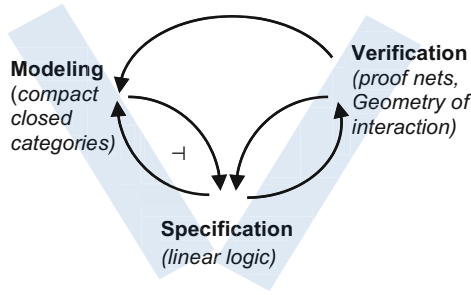 Modeling
(compact
closed
categories)
Verification
(proof nets,
Geometry of
interaction)
⊣
Specification
(linear logic)